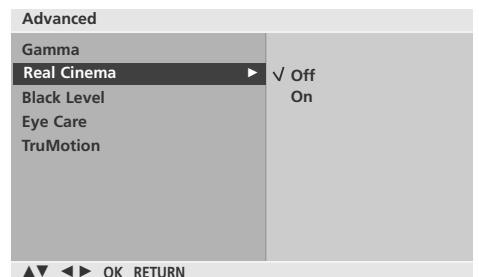 Advanced
Gamma
Real Cinema ▶
√ Off
On
Black Level
Eye Care
TruMotion
▲▼ ◀▶ OK RETURN